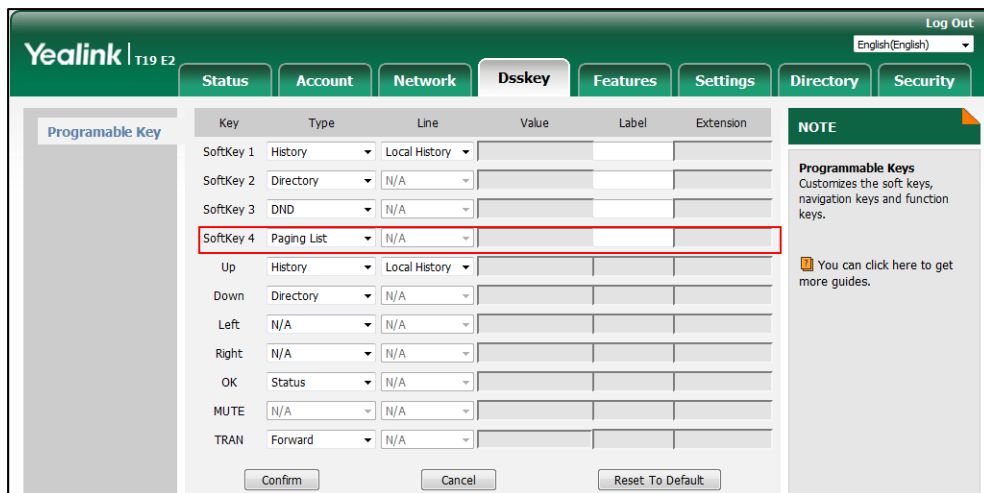 Log Out
Yealink | T19 E2
English(English)
Status Account Network Dsskey Features Settings Directory Security
Programable Key
Key Type Line Value Label Extension
SoftKey 1 History Local History
SoftKey 2 Directory N/A
SoftKey 3 DND N/A
SoftKey 4 Paging List N/A
Up History Local History
Down Directory N/A
Left N/A N/A
Right N/A N/A
OK Status N/A
MUTE N/A N/A
TRAN Forward N/A
Confirm Cancel Reset To Default
NOTE
Programmable Keys
Customizes the soft keys,
navigation keys and function
keys.
You can click here to get
more guides.